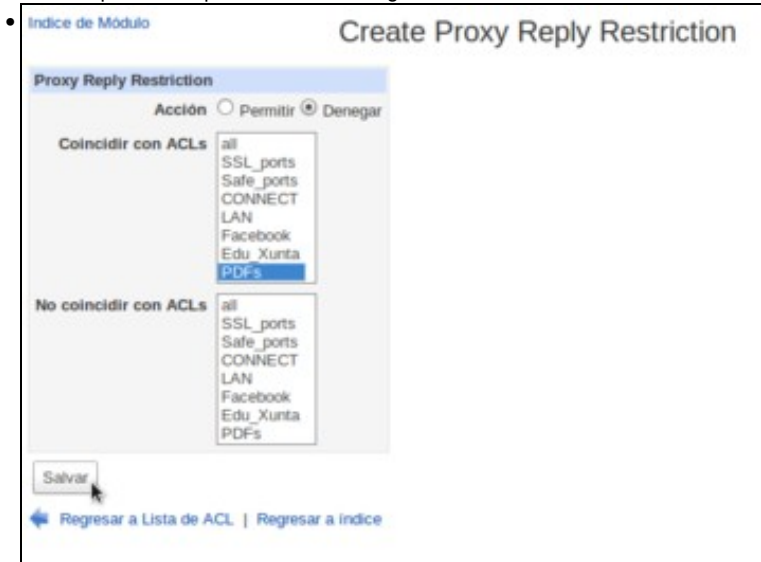 Indice de Módulo
Create Proxy Reply Restriction
Proxy Reply Restriction
Acción Permitir Denegar
Coincidir con ACLs
all
SSL_ports
Safe_ports
CONNECT
LAN
Facebook
Edu_Xunta
PDFs
No coincidir con ACLs
all
SSL_ports
Safe_ports
CONNECT
LAN
Facebook
Edu_Xunta
PDFs
Salvar
Regresar a Lista de ACL | Regresar a índice